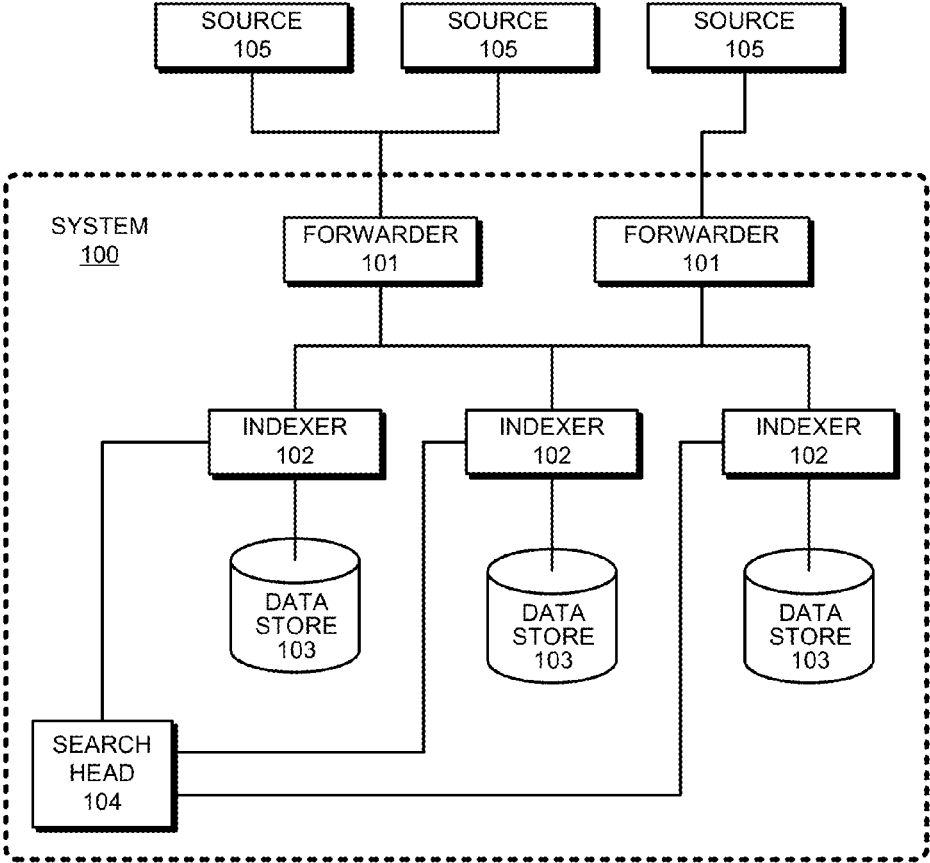 SOURCE
105
SOURCE
105
SOURCE
105
SYSTEM
100
FORWARDER
101
FORWARDER
101
INDEXER
102
INDEXER
102
INDEXER
102
DATA
STORE
103
DATA
STORE
103
DATA
STORE
103
SEARCH
HEAD
104